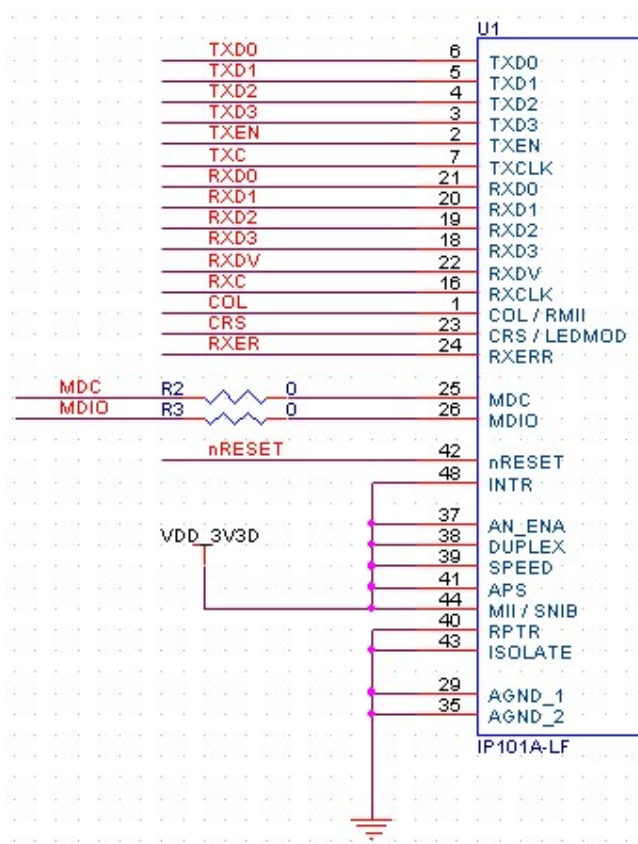 U1
TXD0 6 TXD0
TXD1 5 TXD1
TXD2 4 TXD2
TXD3 3 TXD3
TXEN 2 TXEN
TXC 7 TXCLK
RXD0 21 RXD0
RXD1 20 RXD1
RXD2 19 RXD2
RXD3 18 RXD3
RXDV 22 RXDV
RXC 16 RXCLK
COL 1 COL / RMII
CRS 23 CRS / LEDMOD
RXER 24 RXERR
MDC R2 0 25 MDC
MDIO R3 0 26 MDIO
nRESET 42 nRESET
48 INTR
37 AN_ENA
VDD_3V3D 38 DUPLEX
39 SPEED
41 APS
44 MII / SNIB
40 RPTR
43 ISOLATE
29 AGND_1
35 AGND_2
IP101A-LF